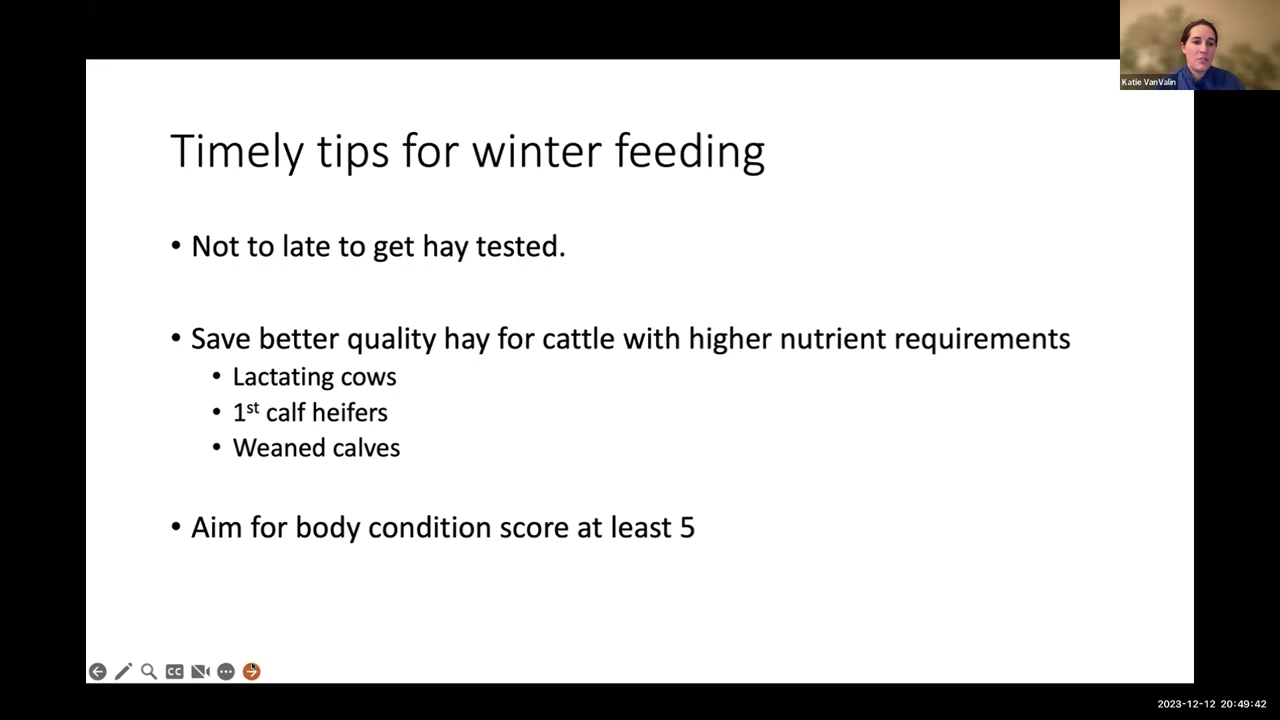 Katie VanValin
Timely tips for winter feeding
• Not to late to get hay tested.
• Save better quality hay for cattle with higher nutrient requirements
• Lactating cows
• 1st calf heifers
• Weaned calves
• Aim for body condition score at least 5
CC
2023-12-12 20:49:42